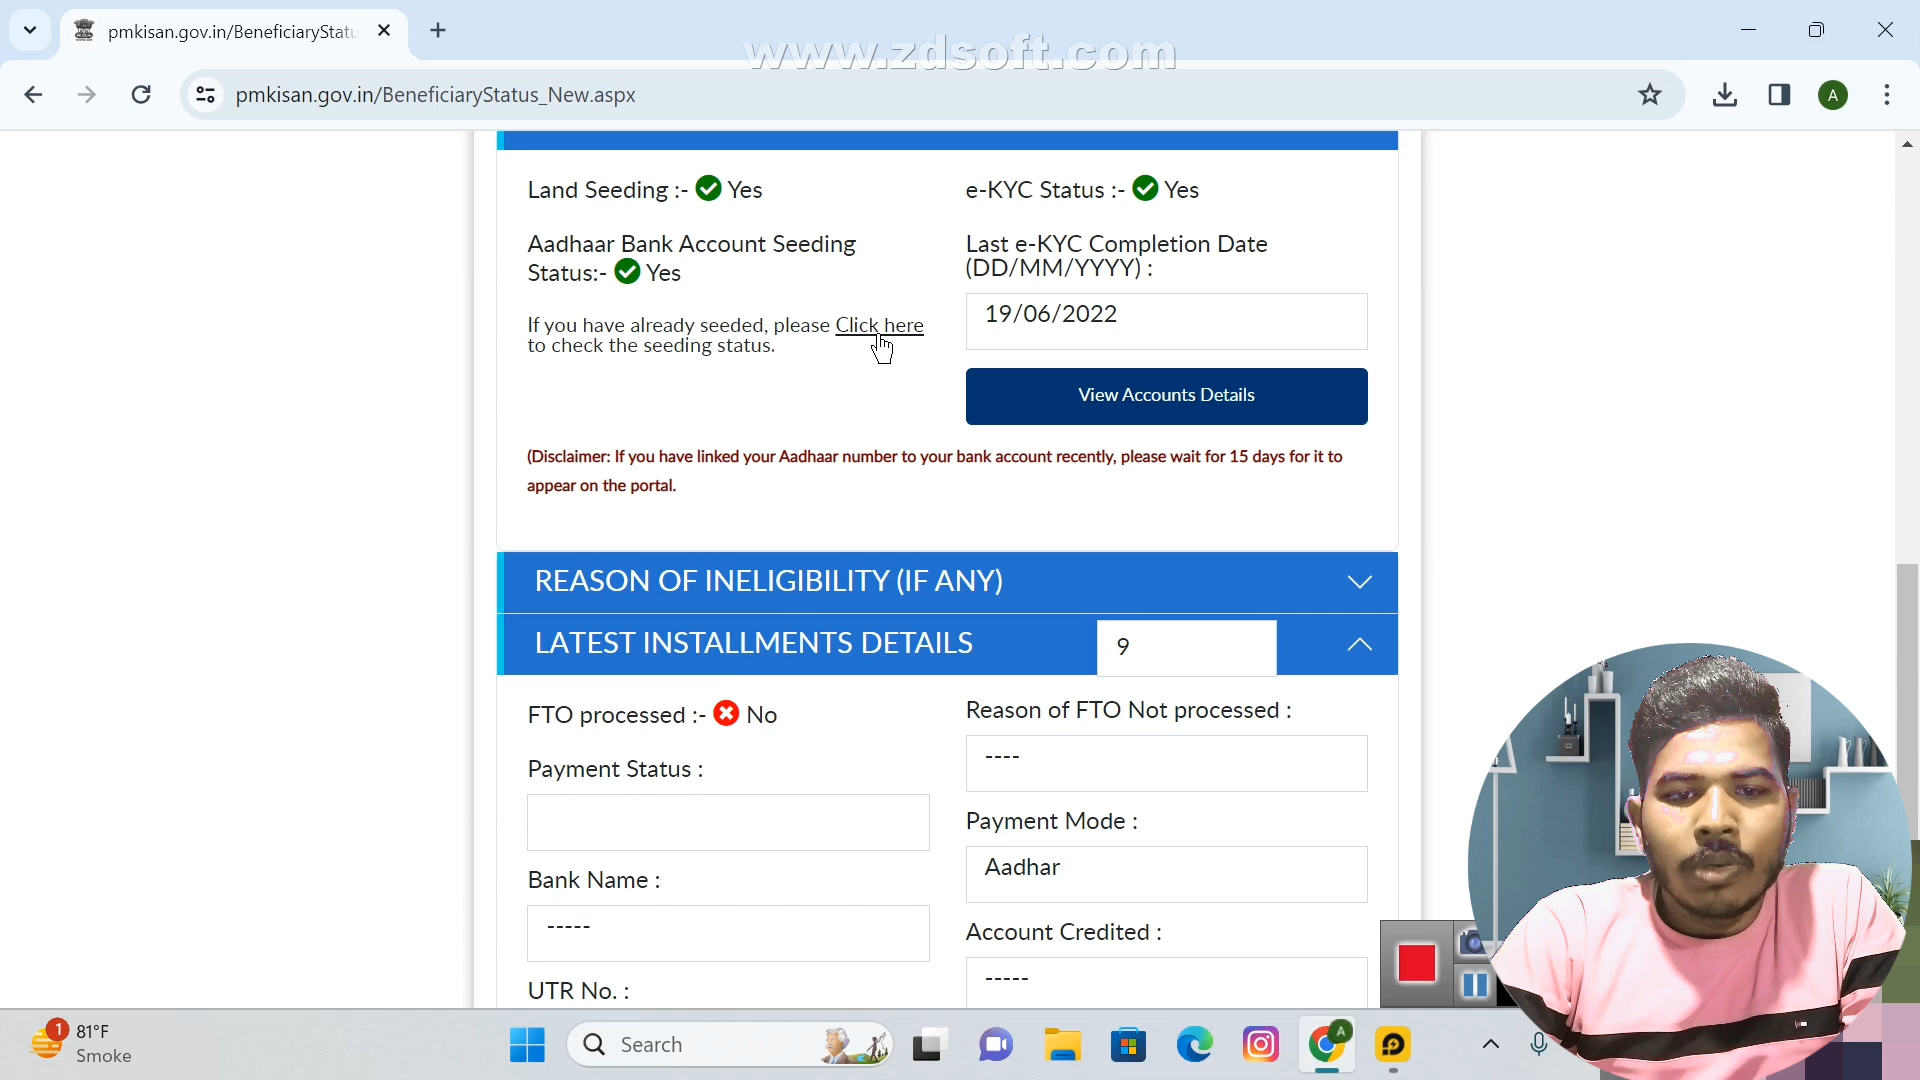 pmkisan.gov.in/BeneficiaryStatu
www.zdsoft.com
pmkisan.gov.in/BeneficiaryStatus_New.aspx
A
Land Seeding :- Yes
e-KYC Status :- Yes
Aadhaar Bank Account Seeding
Status:- Yes
Last e-KYC Completion Date
(DD/MM/YYYY) :
19/06/2022
If you have already seeded, please Click here
to check the seeding status.
View Accounts Details
(Disclaimer: If you have linked your Aadhaar number to your bank account recently, please wait for 15 days for it to
appear on the portal.
REASON OF INELIGIBILITY (IF ANY)
LATEST INSTALLMENTS DETAILS
9
FTO processed :- No
Reason of FTO Not processed :
----
Payment Status :
Payment Mode :
Aadhar
Bank Name :
-----
Account Credited :
-----
UTR No. :
1
81°F
Smoke
Search
A